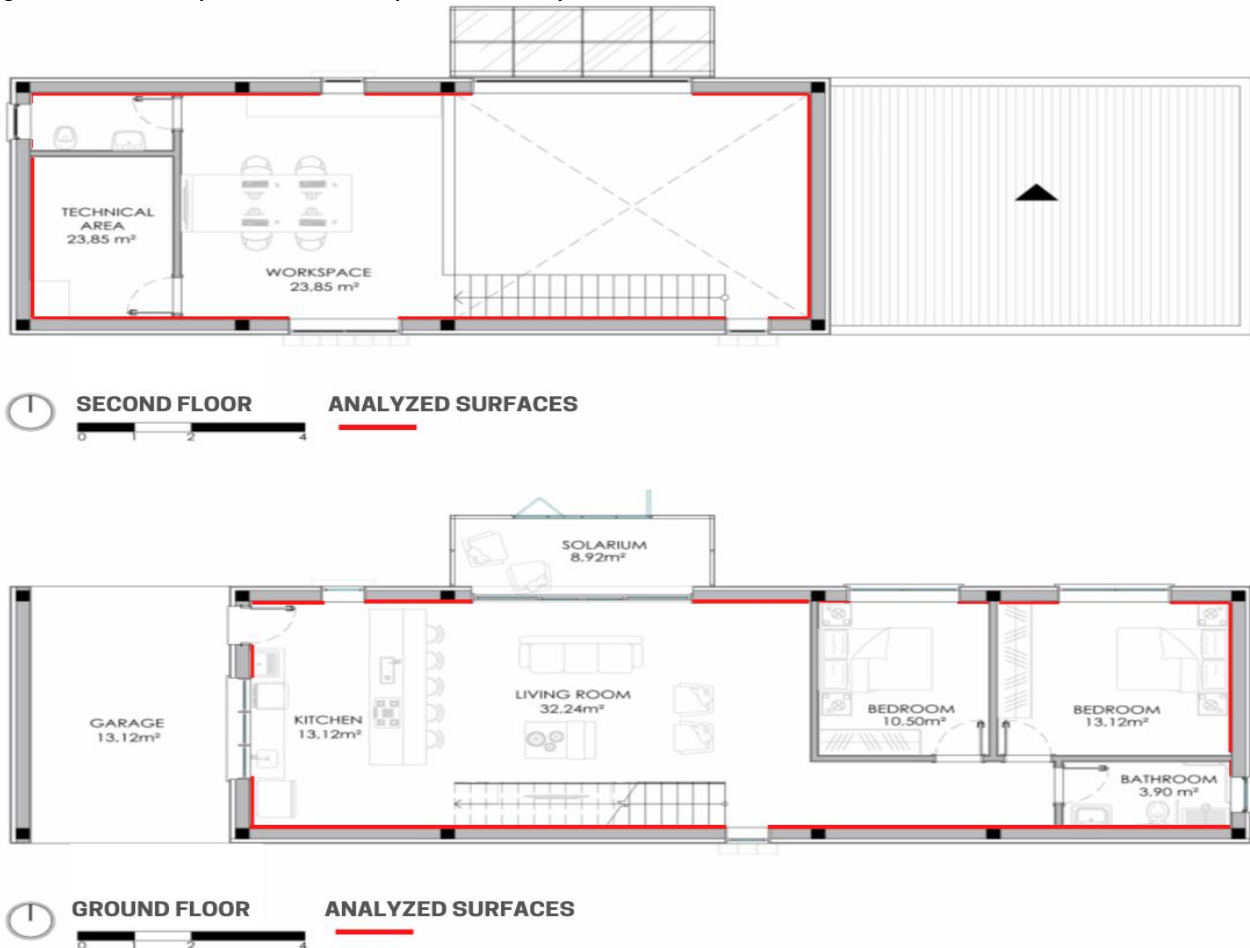 TECHNICAL
AREA
23,85 m²
WORKSPACE
23,85 m²
SECOND FLOOR
ANALYZED SURFACES
0 1 2 4
SOLARIUM
8,92m²
GARAGE
13,12m²
KITCHEN
13,12m²
LIVING ROOM
32,24m²
BEDROOM
10,50m²
BEDROOM
13,12m²
BATHROOM
3,90 m²
GROUND FLOOR
ANALYZED SURFACES
0 1 2 4